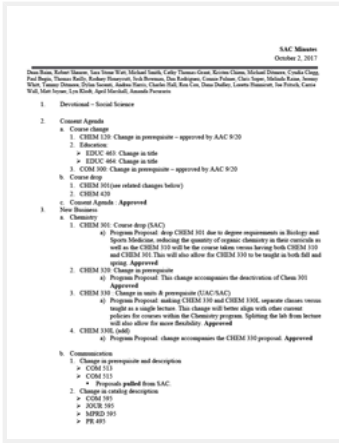 SAC Minutes
October 2, 2017
1. Devotional – Social Science
2. Consent Agenda
a. Course change
1. CHEM 120: Change in prerequisite – approved by AAC 9/20
2. Education:
➢ EDUC 463: Change in title
➢ EDUC 464: Change in title
3. COM 300: Change in prerequisite – approved by AAC 9/20
b. Course drop
1. CHEM 301(see related changes below)
2. CHEM 420
c. Consent Agenda : Approved
3. New Business
a. Chemistry
1. CHEM 301: Course drop (SAC)
a) Program Proposal: drop CHEM 301 due to degree requirements in Biology and
Sports Medicine, reducing the quantity of organic chemistry in their curricula as
well as the CHEM 310 will be the course taken versus having both CHEM 310
and CHEM 301.This will also allow for CHEM 330 to be taught in both fall and
spring. Approved
2. CHEM 320: Change in prerequisite
a) Program Proposal: This change accompanies the deactivation of Chem 301
Approved
3. CHEM 330: Change in units & prerequisite (UAC/SAC)
a) Program Proposal: making CHEM 330 and CHEM 330L separate classes versus
taught as a single lecture. This change will better align with other current
policies for courses within the Chemistry program. Splitting the lab from lecture
will also allow for more flexibility. Approved
4. CHEM 330L (add)
a) Program Proposal: change accompanies the CHEM 330 proposal. Approved
b. Communication
1. Change in prerequisite and description
➢ COM 513
➢ COM 515
▪ Proposals pulled from SAC.
2. Change in catalog description
➢ COM 595
➢ JOUR 595
➢ MPRD 595
➢ PR 495